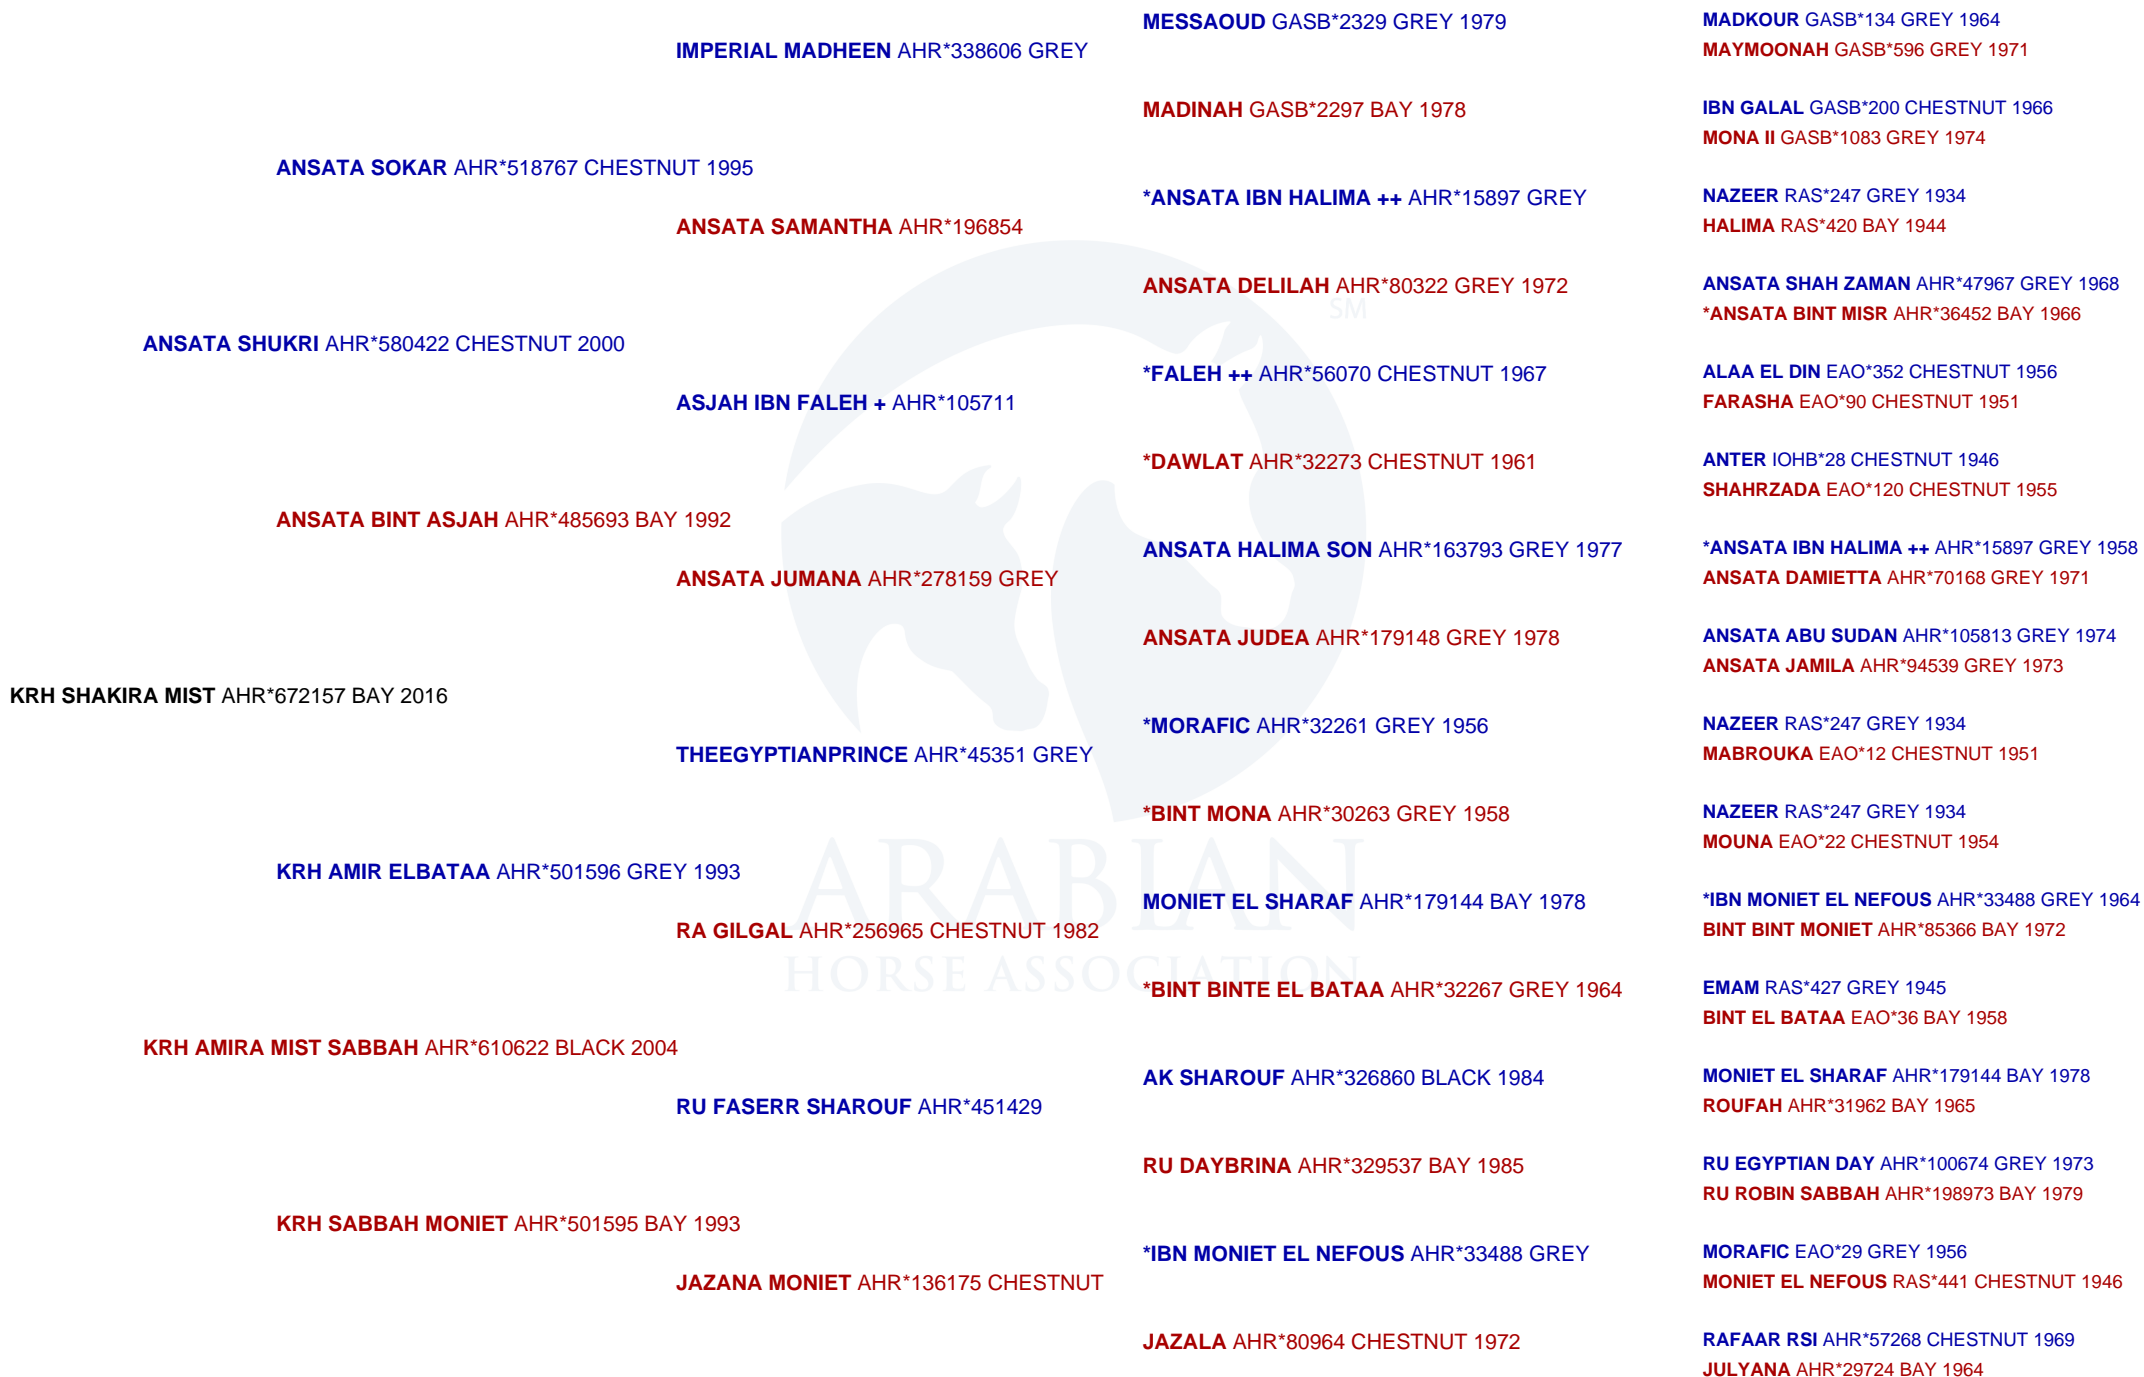 MESSAOUD GASB*2329 GREY 1979
MADKOUR GASB*134 GREY 1964
IMPERIAL MADHEEN AHR*338606 GREY
MAYMOONAH GASB*596 GREY 1971
MADINAH GASB*2297 BAY 1978
IBN GALAL GASB*200 CHESTNUT 1966
MONA II GASB*1083 GREY 1974
ANSATA SOKAR AHR*518767 CHESTNUT 1995
*ANSATA IBN HALIMA ++ AHR*15897 GREY
NAZEER RAS*247 GREY 1934
ANSATA SAMANTHA AHR*196854
HALIMA RAS*420 BAY 1944
ANSATA DELILAH AHR*80322 GREY 1972
ANSATA SHAH ZAMAN AHR*47967 GREY 1968
SM
*ANSATA BINT MISR AHR*36452 BAY 1966
ANSATA SHUKRI AHR*580422 CHESTNUT 2000
*FALEH ++ AHR*56070 CHESTNUT 1967
ALAA EL DIN EAO*352 CHESTNUT 1956
ASJAH IBN FALEH + AHR*105711
FARASHA EAO*90 CHESTNUT 1951
*DAWLAT AHR*32273 CHESTNUT 1961
ANTER IOHB*28 CHESTNUT 1946
SHAHRZADA EAO*120 CHESTNUT 1955
ANSATA BINT ASJAH AHR*485693 BAY 1992
ANSATA HALIMA SON AHR*163793 GREY 1977
*ANSATA IBN HALIMA ++ AHR*15897 GREY 1958
ANSATA JUMANA AHR*278159 GREY
ANSATA DAMIETTA AHR*70168 GREY 1971
ANSATA JUDEA AHR*179148 GREY 1978
ANSATA ABU SUDAN AHR*105813 GREY 1974
ANSATA JAMILA AHR*94539 GREY 1973
KRH SHAKIRA MIST AHR*672157 BAY 2016
*MORAFIC AHR*32261 GREY 1956
NAZEER RAS*247 GREY 1934
THEEGYPTIANPRINCE AHR*45351 GREY
MABROUKA EAO*12 CHESTNUT 1951
*BINT MONA AHR*30263 GREY 1958
NAZEER RAS*247 GREY 1934
MOUNA EAO*22 CHESTNUT 1954
KRH AMIR ELBATAA AHR*501596 GREY 1993
ARABIAN
MONIET EL SHARAF AHR*179144 BAY 1978
*IBN MONIET EL NEFOUS AHR*33488 GREY 1964
RA GILGAL AHR*256965 CHESTNUT 1982
BINT BINT MONIET AHR*85366 BAY 1972
HORSE ASSOCIATION
*BINT BINTE EL BATAA AHR*32267 GREY 1964
EMAM RAS*427 GREY 1945
BINT EL BATAA EAO*36 BAY 1958
KRH AMIRA MIST SABBAH AHR*610622 BLACK 2004
AK SHAROUF AHR*326860 BLACK 1984
MONIET EL SHARAF AHR*179144 BAY 1978
RU FASERR SHAROUF AHR*451429
ROUFAH AHR*31962 BAY 1965
RU DAYBRINA AHR*329537 BAY 1985
RU EGYPTIAN DAY AHR*100674 GREY 1973
RU ROBIN SABBAH AHR*198973 BAY 1979
KRH SABBAH MONIET AHR*501595 BAY 1993
*IBN MONIET EL NEFOUS AHR*33488 GREY
MORAFIC EAO*29 GREY 1956
JAZANA MONIET AHR*136175 CHESTNUT
MONIET EL NEFOUS RAS*441 CHESTNUT 1946
JAZALA AHR*80964 CHESTNUT 1972
RAFAAR RSI AHR*57268 CHESTNUT 1969
JULYANA AHR*29724 BAY 1964